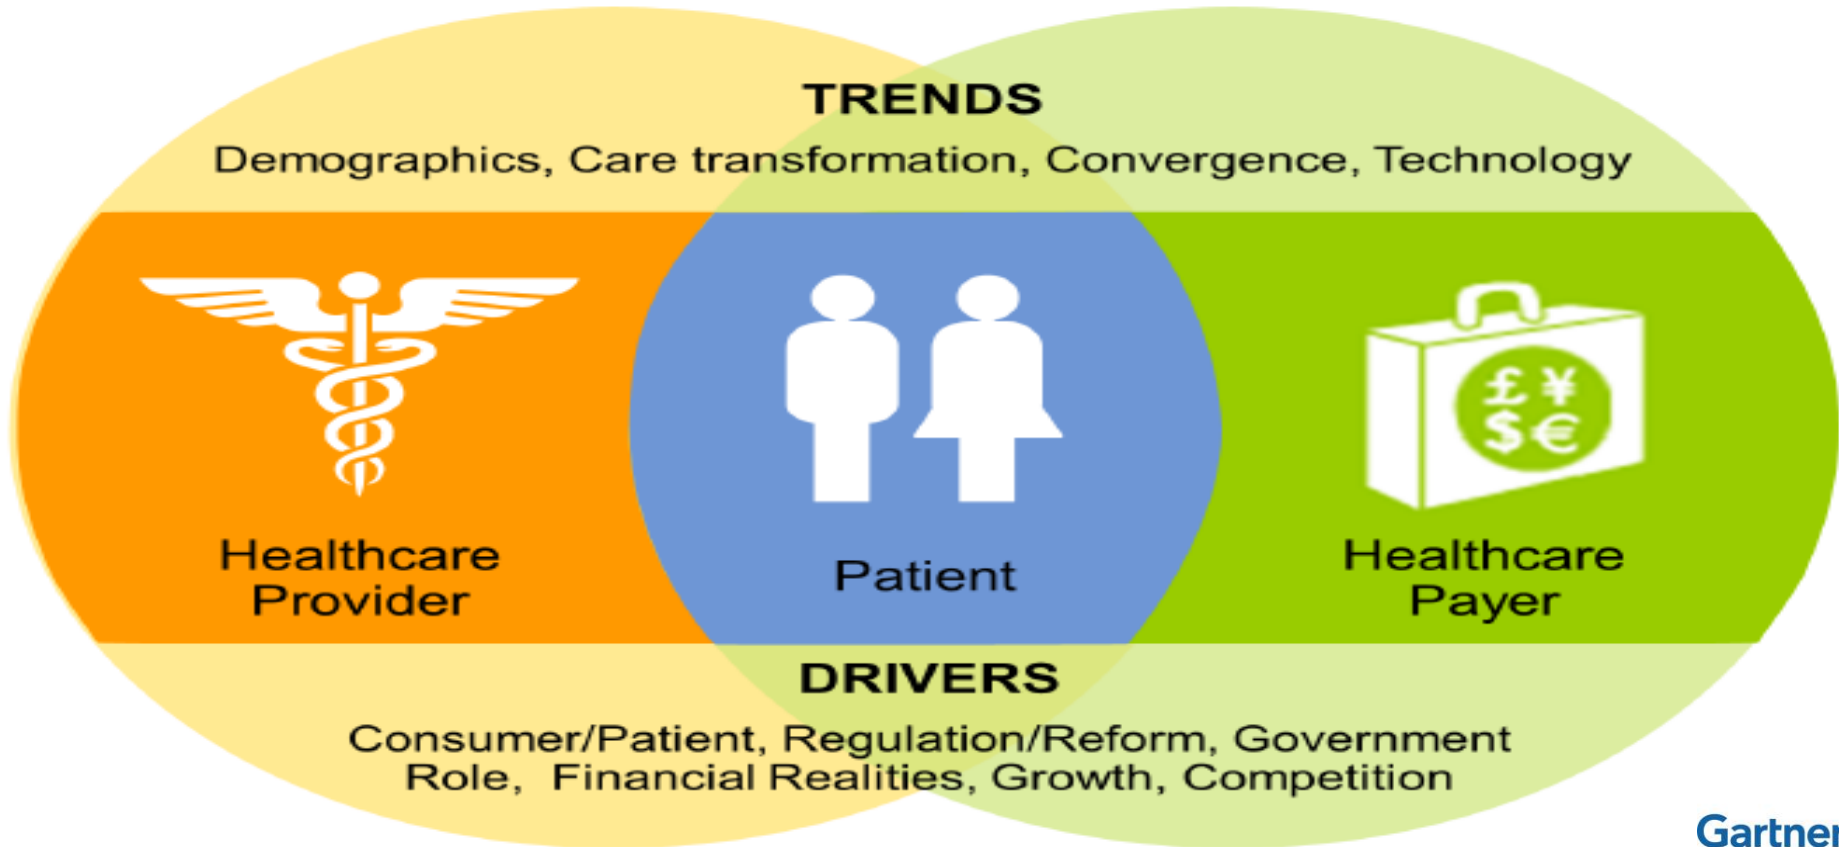 TRENDS
Demographics, Care transformation, Convergence, Technology
£ ¥
$ €
Healthcare
Provider
Patient
Healthcare
Payer
DRIVERS
Consumer/Patient, Regulation/Reform, Government
Role, Financial Realities, Growth, Competition
Gartner